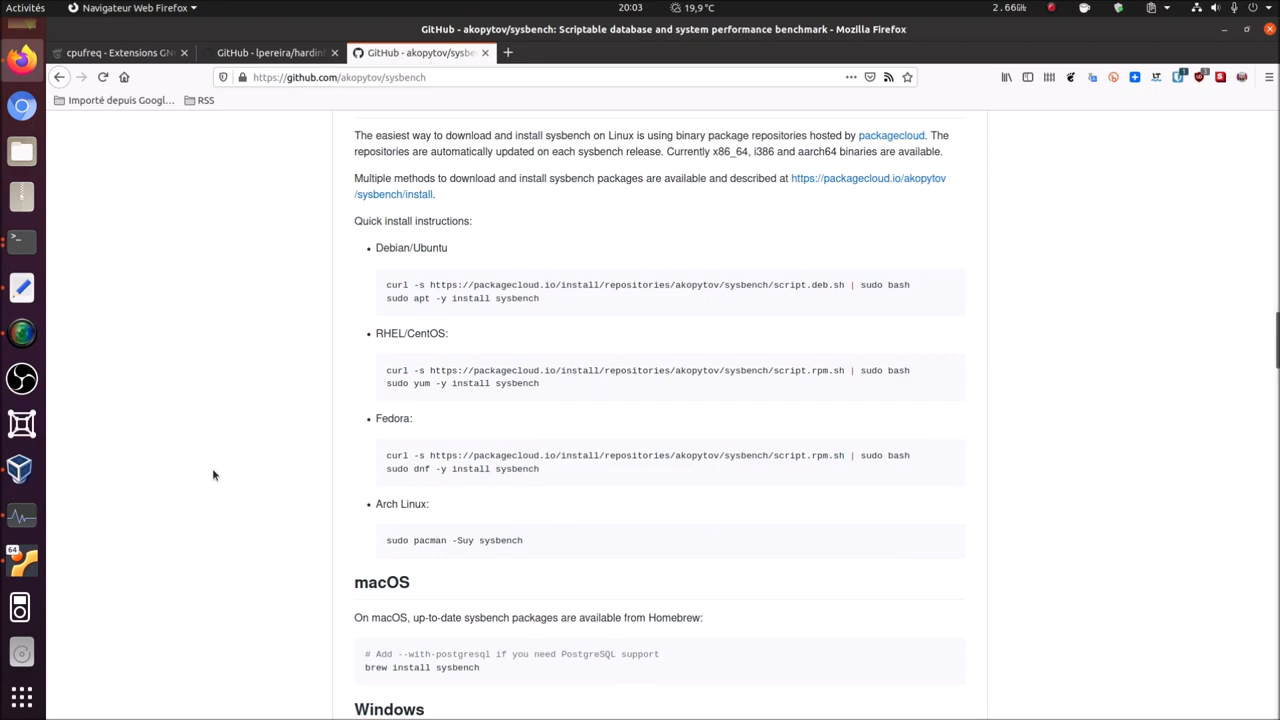 Activités
Navigateur Web Firefox
20:03
19,9 °C
2.66GHz
GitHub - akopytov/sysbench: Scriptable database and system performance benchmark - Mozilla Firefox
cpufreq - Extensions GN
GitHub - lpereira/hardinf
GitHub - akopytov/sysbe
https://github.com/akopytov/sysbench
Importé depuis Googl…
RSS
The easiest way to download and install sysbench on Linux is using binary package repositories hosted by packagecloud. The
repositories are automatically updated on each sysbench release. Currently x86_64, i386 and aarch64 binaries are available.
Multiple methods to download and install sysbench packages are available and described at https://packagecloud.io/akopytov
/sysbench/install.
Quick install instructions:
• Debian/Ubuntu
curl -s https://packagecloud.io/install/repositories/akopytov/sysbench/script.deb.sh | sudo bash
sudo apt -y install sysbench
• RHEL/CentOS:
curl -s https://packagecloud.io/install/repositories/akopytov/sysbench/script.rpm.sh | sudo bash
sudo yum -y install sysbench
• Fedora:
curl -s https://packagecloud.io/install/repositories/akopytov/sysbench/script.rpm.sh | sudo bash
sudo dnf -y install sysbench
• Arch Linux:
sudo pacman -Suy sysbench
64
macOS
On macOS, up-to-date sysbench packages are available from Homebrew:
# Add --with-postgresql if you need PostgreSQL support
brew install sysbench
Windows